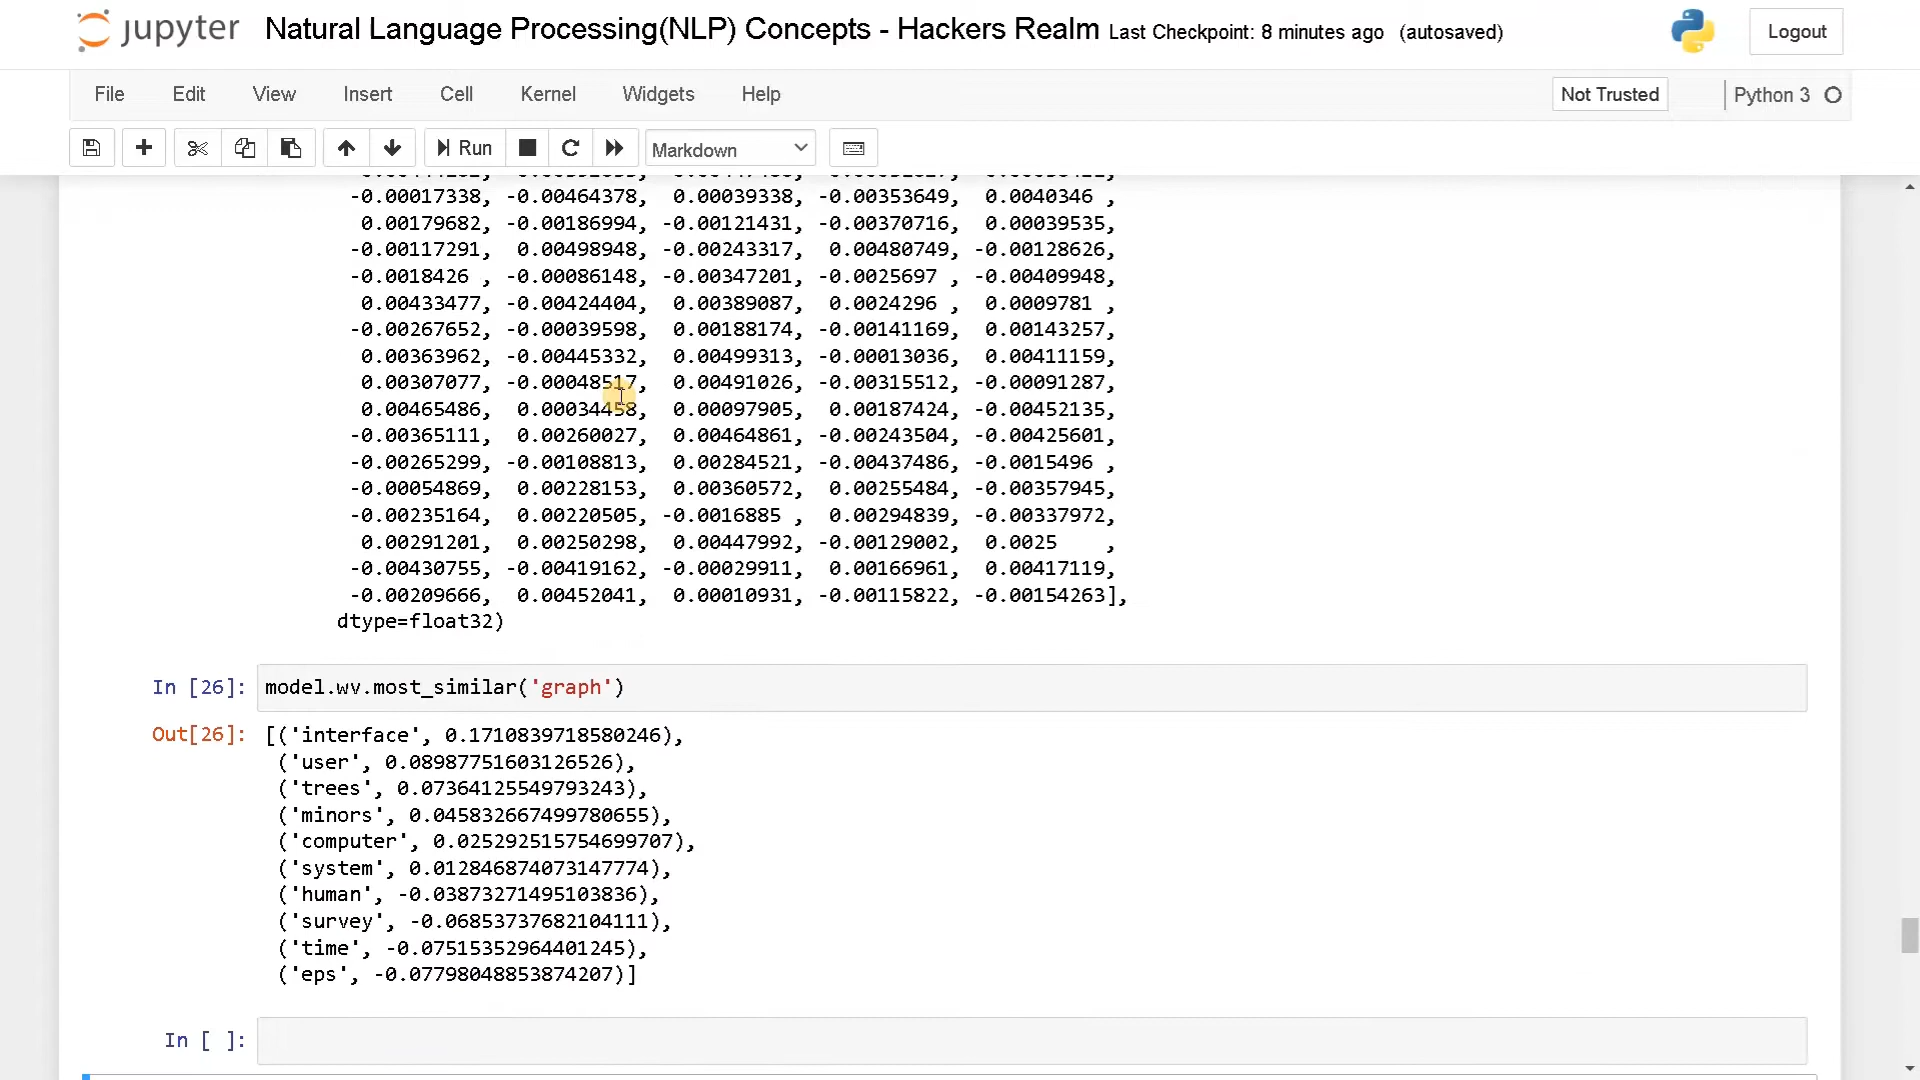 jupyter Natural Language Processing(NLP) Concepts - Hackers Realm Last Checkpoint: 8 minutes ago (autosaved) Logout
File Edit View Insert Cell Kernel Widgets Help Not Trusted Python 3
Run Markdown
-0.00017338, -0.00464378, 0.00039338, -0.00353649, 0.0040346 ,
0.00179682, -0.00186994, -0.00121431, -0.00370716, 0.00039535,
-0.00117291, 0.00498948, -0.00243317, 0.00480749, -0.00128626,
-0.0018426 , -0.00086148, -0.00347201, -0.0025697 , -0.00409948,
0.00433477, -0.00424404, 0.00389087, 0.0024296 , 0.0009781 ,
-0.00267652, -0.00039598, 0.00188174, -0.00141169, 0.00143257,
0.00363962, -0.00445332, 0.00499313, -0.00013036, 0.00411159,
0.00307077, -0.00048517, 0.00491026, -0.00315512, -0.00091287,
0.00465486, 0.00034458, 0.00097905, 0.00187424, -0.00452135,
-0.00365111, 0.00260027, 0.00464861, -0.00243504, -0.00425601,
-0.00265299, -0.00108813, 0.00284521, -0.00437486, -0.0015496 ,
-0.00054869, 0.00228153, 0.00360572, 0.00255484, -0.00357945,
-0.00235164, 0.00220505, -0.0016885 , 0.00294839, -0.00337972,
0.00291201, 0.00250298, 0.00447992, -0.00129002, 0.0025 ,
-0.00430755, -0.00419162, -0.00029911, 0.00166961, 0.00417119,
-0.00209666, 0.00452041, 0.00010931, -0.00115822, -0.00154263],
dtype=float32)
In [26]: model.wv.most_similar('graph')
Out[26]: [('interface', 0.1710839718580246),
('user', 0.08987751603126526),
('trees', 0.07364125549793243),
('minors', 0.045832667499780655),
('computer', 0.025292515754699707),
('system', 0.012846874073147774),
('human', -0.03873271495103836),
('survey', -0.06853737682104111),
('time', -0.07515352964401245),
('eps', -0.07798048853874207)]
In [ ]: